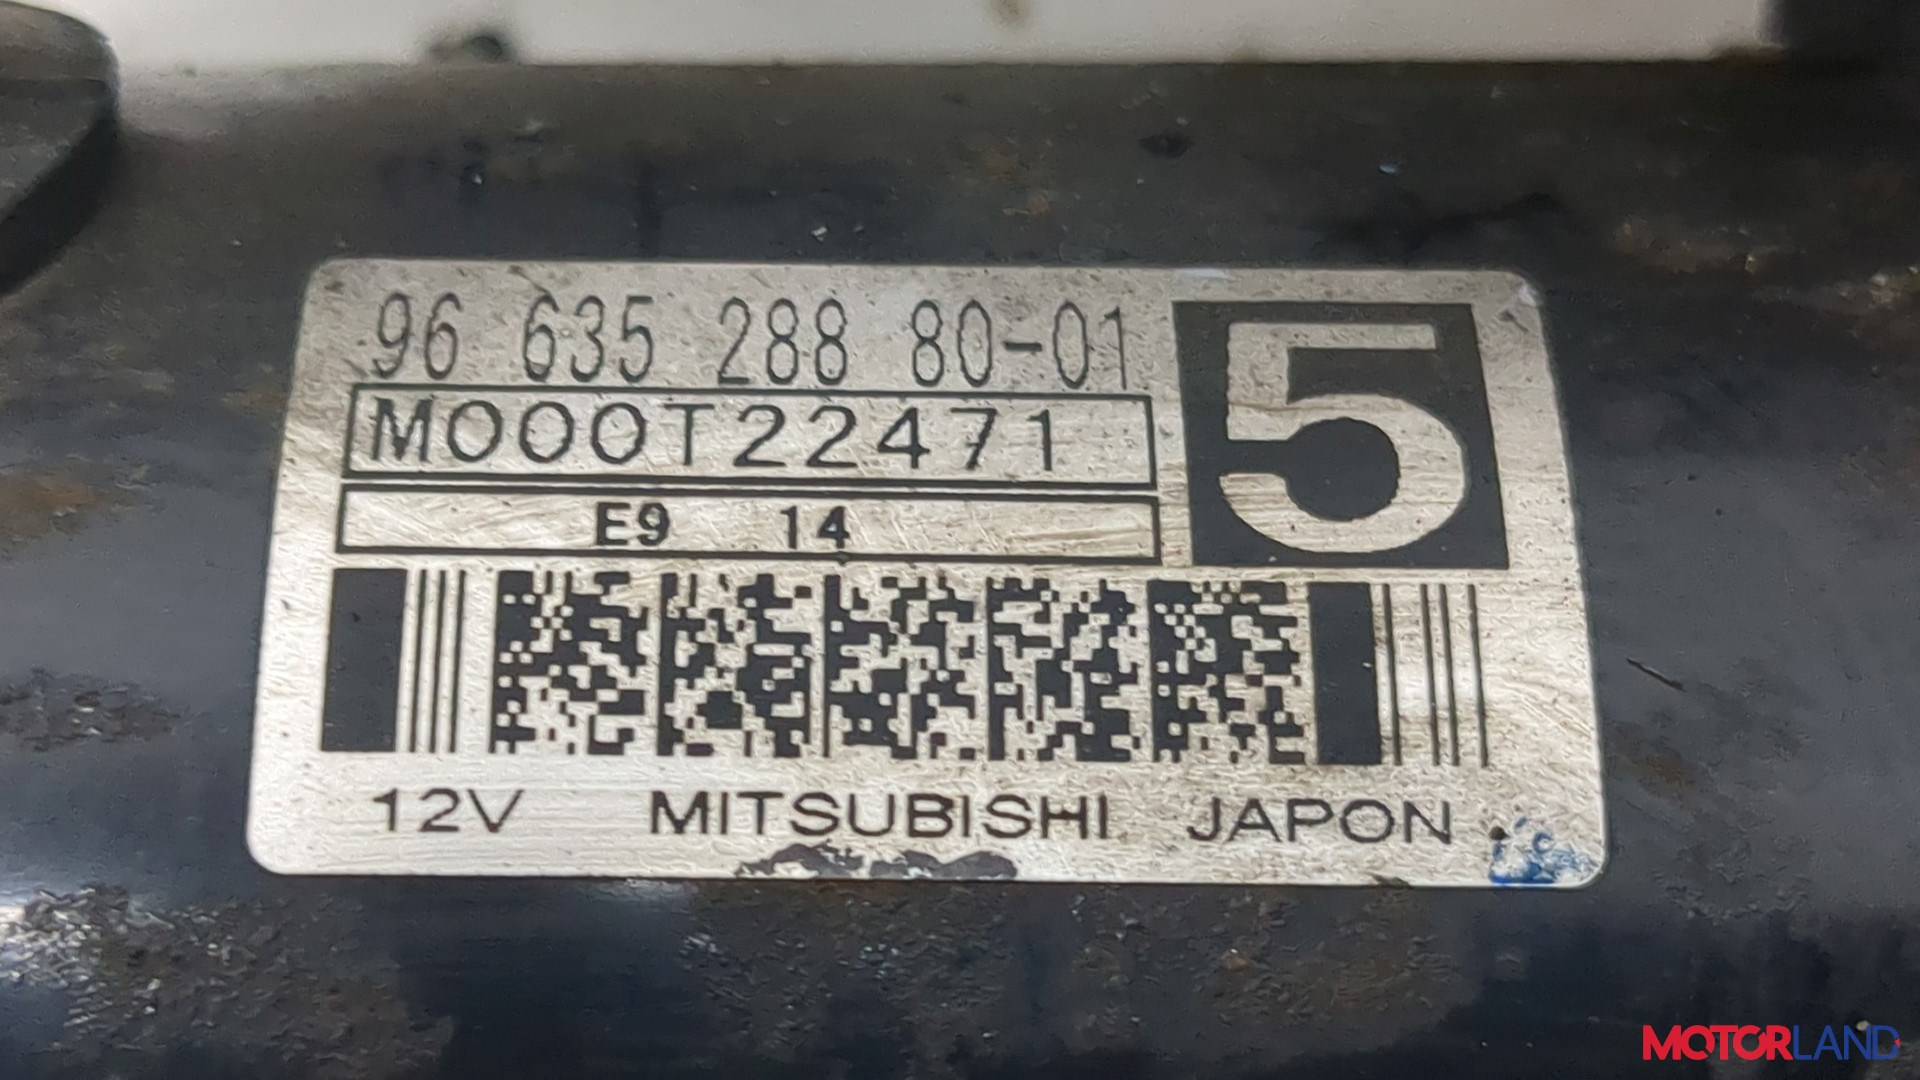 96 635 288 80-01
5
M000T22471
E9 14
12V MITSUBISHI JAPON
MOTORLAND